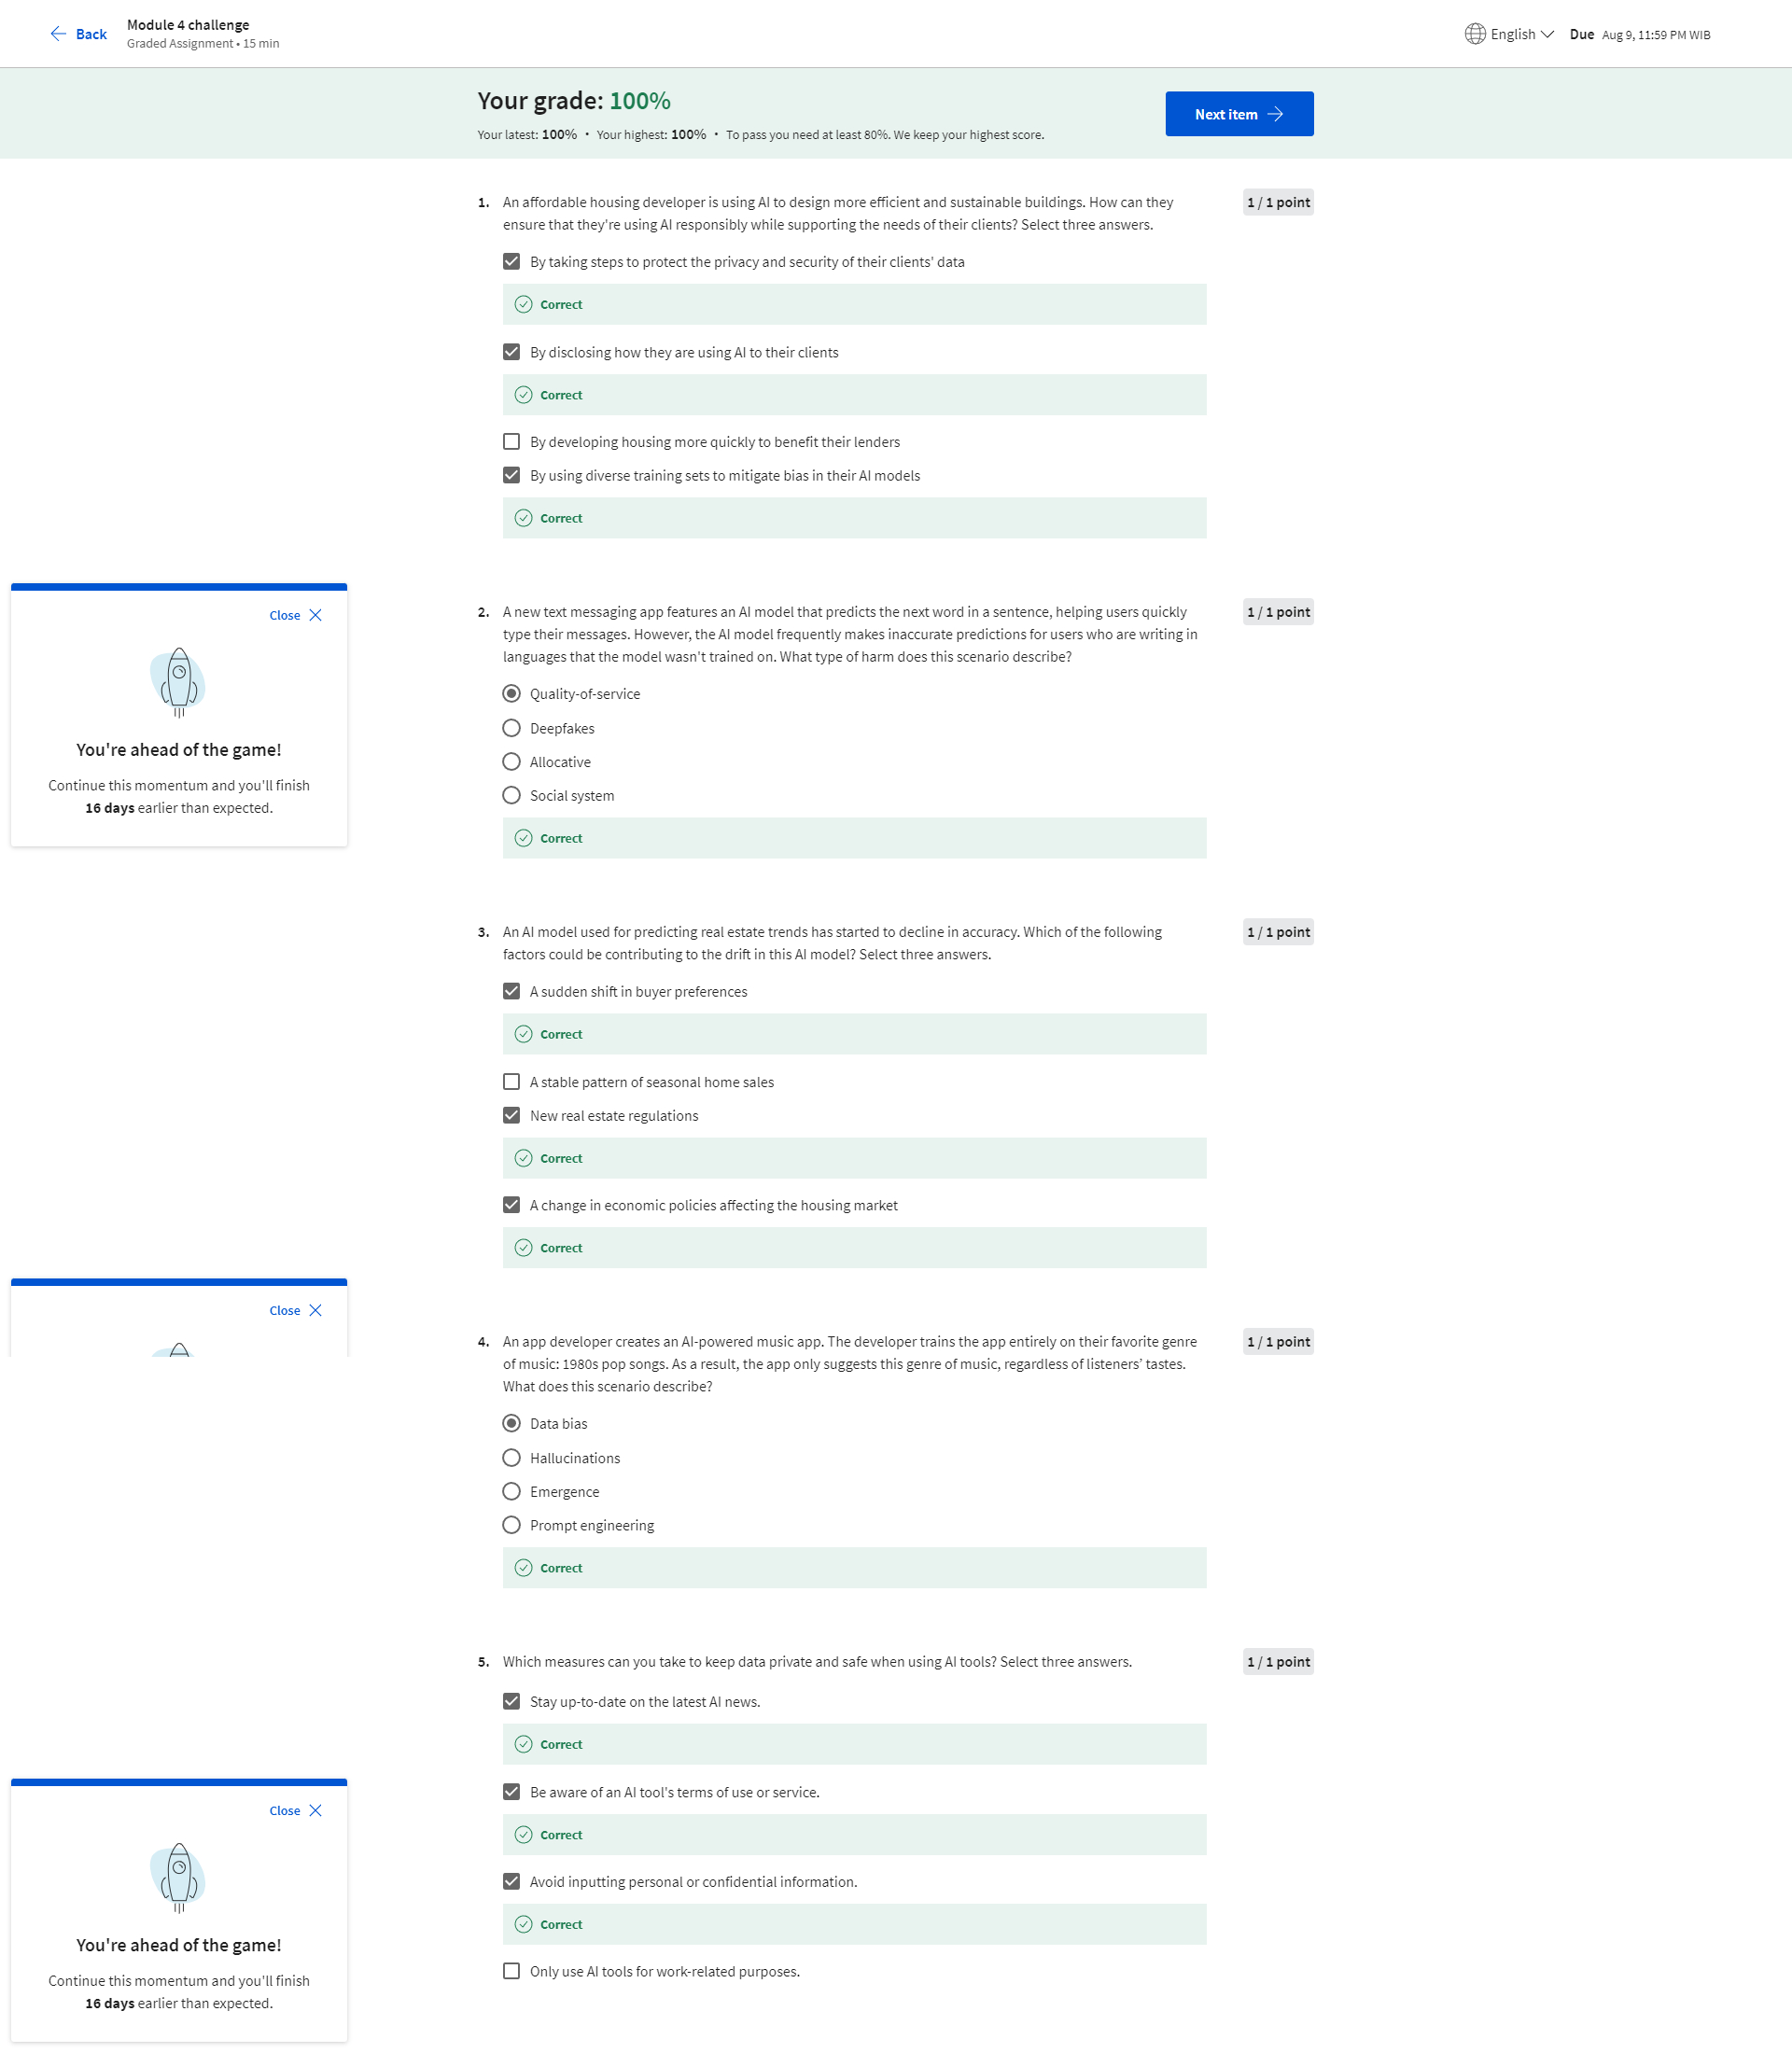 Back
Module 4 challenge
Graded Assignment • 15 min
English
Due Aug 9, 11:59 PM WIB
Your grade: 100%
Your latest: 100% • Your highest: 100% • To pass you need at least 80%. We keep your highest score.
Next item
1. An affordable housing developer is using AI to design more efficient and sustainable buildings. How can they
ensure that they're using AI responsibly while supporting the needs of their clients? Select three answers.
1 / 1 point
By taking steps to protect the privacy and security of their clients' data
Correct
By disclosing how they are using AI to their clients
Correct
By developing housing more quickly to benefit their lenders
By using diverse training sets to mitigate bias in their AI models
Correct
Close
You're ahead of the game!
Continue this momentum and you'll finish
16 days earlier than expected.
2. A new text messaging app features an AI model that predicts the next word in a sentence, helping users quickly
type their messages. However, the AI model frequently makes inaccurate predictions for users who are writing in
languages that the model wasn't trained on. What type of harm does this scenario describe?
1 / 1 point
Quality-of-service
Deepfakes
Allocative
Social system
Correct
3. An AI model used for predicting real estate trends has started to decline in accuracy. Which of the following
factors could be contributing to the drift in this AI model? Select three answers.
1 / 1 point
A sudden shift in buyer preferences
Correct
A stable pattern of seasonal home sales
New real estate regulations
Correct
A change in economic policies affecting the housing market
Correct
Close
4. An app developer creates an AI-powered music app. The developer trains the app entirely on their favorite genre
of music: 1980s pop songs. As a result, the app only suggests this genre of music, regardless of listeners’ tastes.
What does this scenario describe?
1 / 1 point
Data bias
Hallucinations
Emergence
Prompt engineering
Correct
5. Which measures can you take to keep data private and safe when using AI tools? Select three answers.
1 / 1 point
Stay up-to-date on the latest AI news.
Correct
Be aware of an AI tool's terms of use or service.
Correct
Avoid inputting personal or confidential information.
Correct
Only use AI tools for work-related purposes.
Close
You're ahead of the game!
Continue this momentum and you'll finish
16 days earlier than expected.